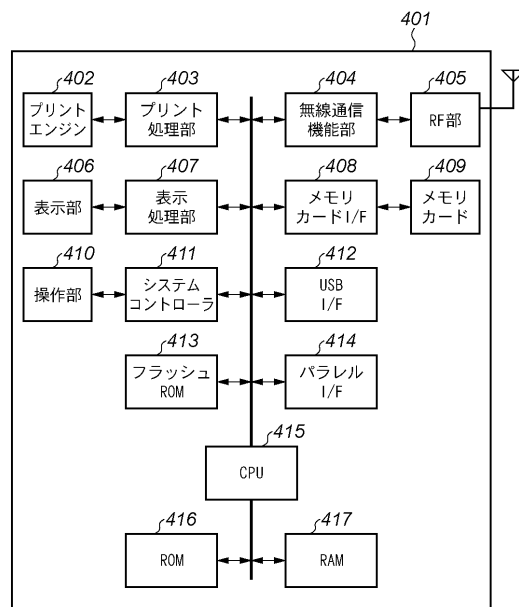 401
402
403
404
405
プリント
エンジン
プリント
処理部
無線通信
機能部
RF部
406
407
408
409
表示部
表示
処理部
メモリ
カードI/F
メモリ
カード
410
411
412
操作部
システム
コントローラ
USB
I/F
413
414
フラッシュ
ROM
パラレル
I/F
415
CPU
416
417
ROM
RAM